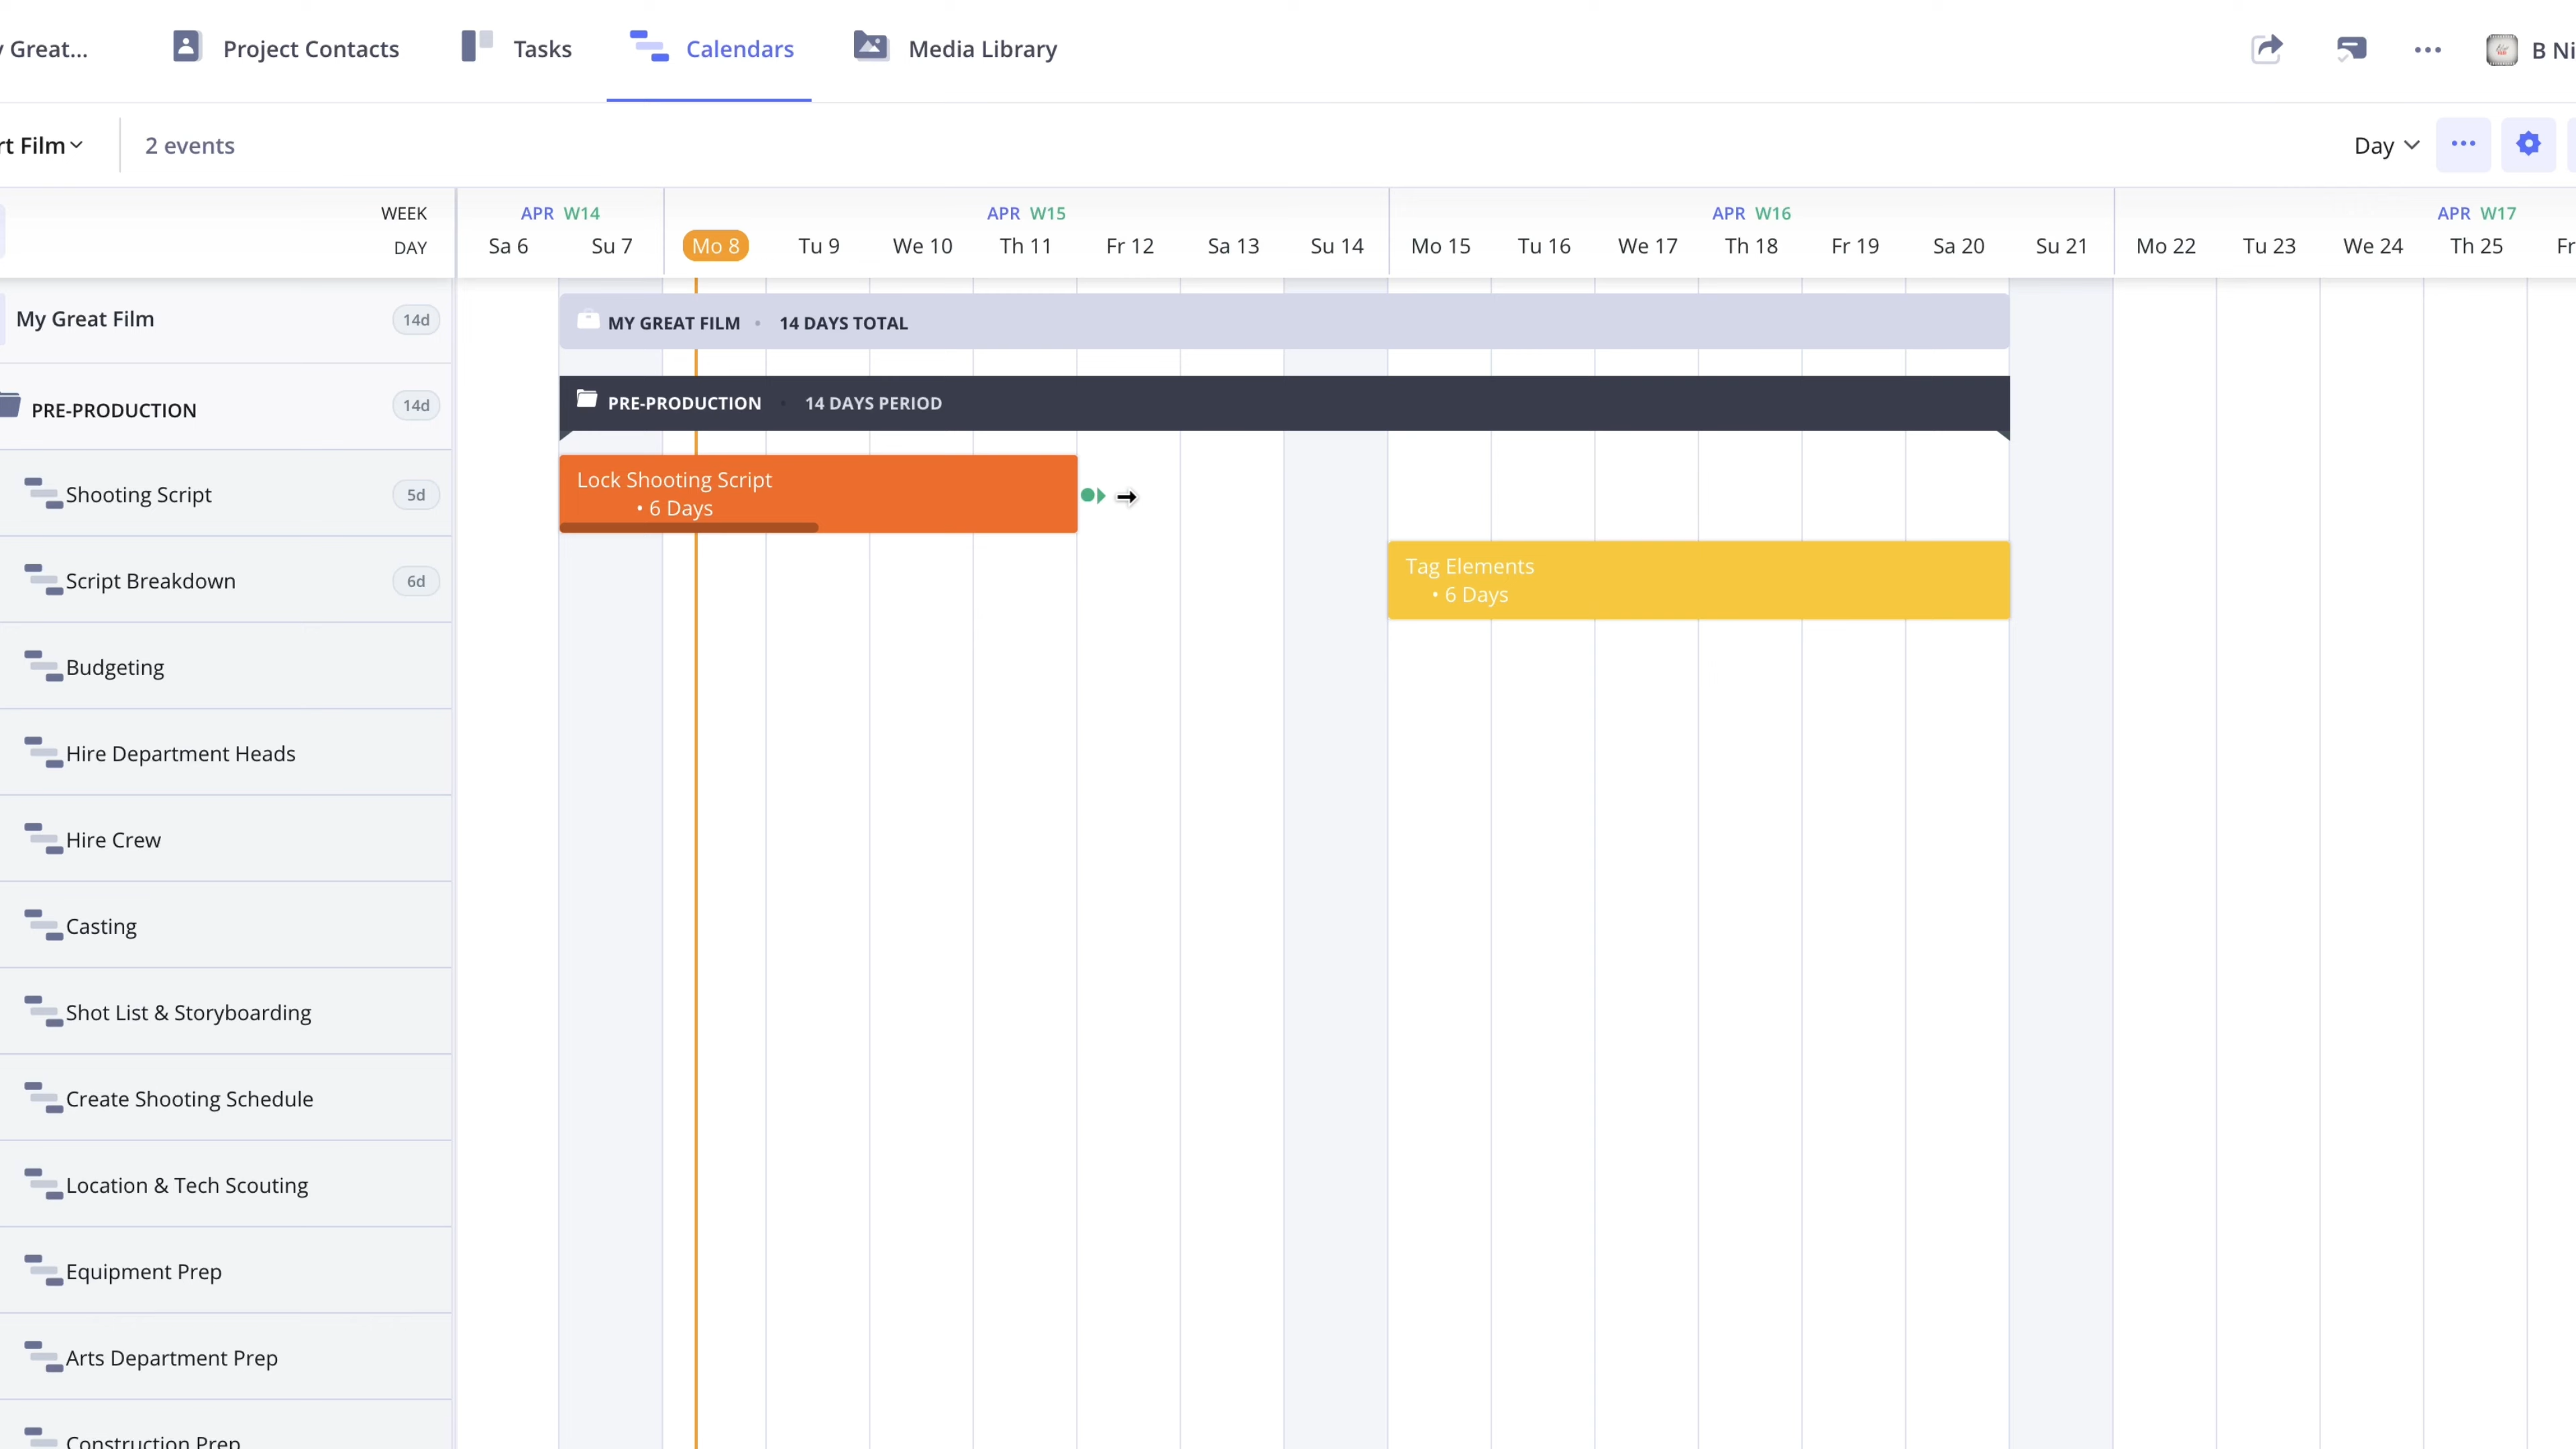 Great...
Project Contacts
Tasks
Calendars
Media Library
B Ni
rt Film
2 events
Day
WEEK
DAY
APR W14
APR W15
APR W16
APR W17
Sa 6 Su 7 Mo 8 Tu 9 We 10 Th 11 Fr 12 Sa 13 Su 14 Mo 15 Tu 16 We 17 Th 18 Fr 19 Sa 20 Su 21 Mo 22 Tu 23 We 24 Th 25 Fr
My Great Film 14d
MY GREAT FILM • 14 DAYS TOTAL
PRE-PRODUCTION 14d
PRE-PRODUCTION • 14 DAYS PERIOD
Shooting Script 5d
Lock Shooting Script
• 6 Days
Script Breakdown 6d
Tag Elements
• 6 Days
Budgeting
Hire Department Heads
Hire Crew
Casting
Shot List & Storyboarding
Create Shooting Schedule
Location & Tech Scouting
Equipment Prep
Arts Department Prep
Construction Prep